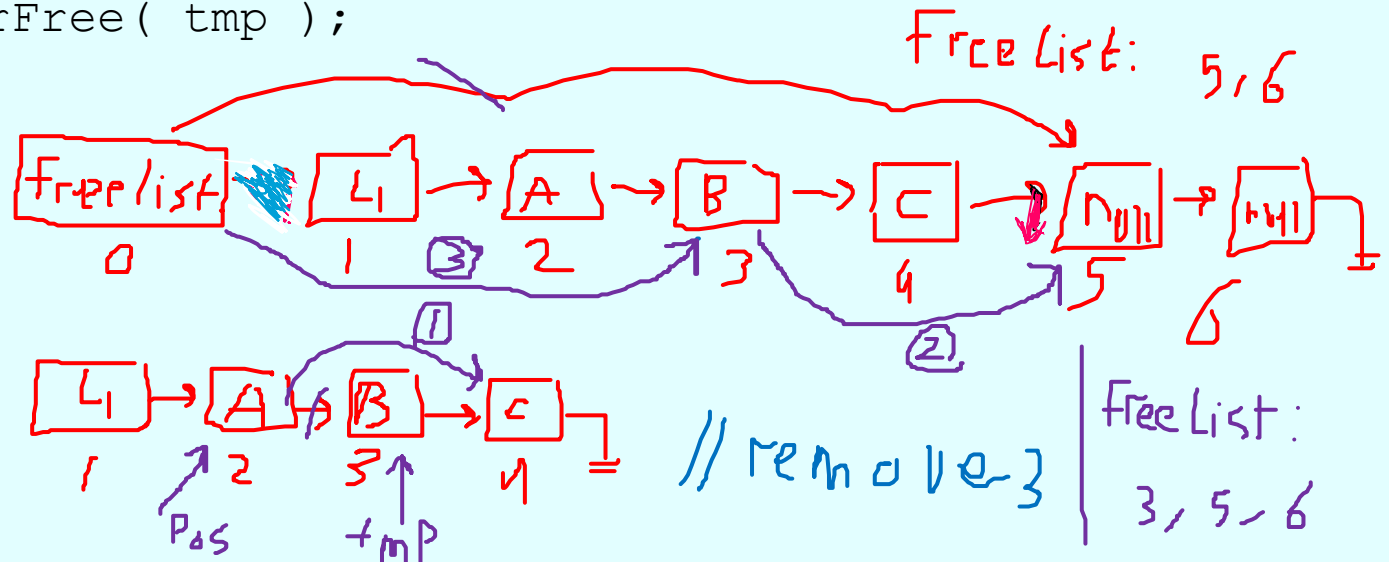 rFree( tmp );
Free List: 5, 6
freelist L1 A B C null null
0 1 2 3 4 5 6
③ ① ②
L1 A B C
1 2 3 4
Pos tmp
// remove 3
Free List:
3, 5, 6